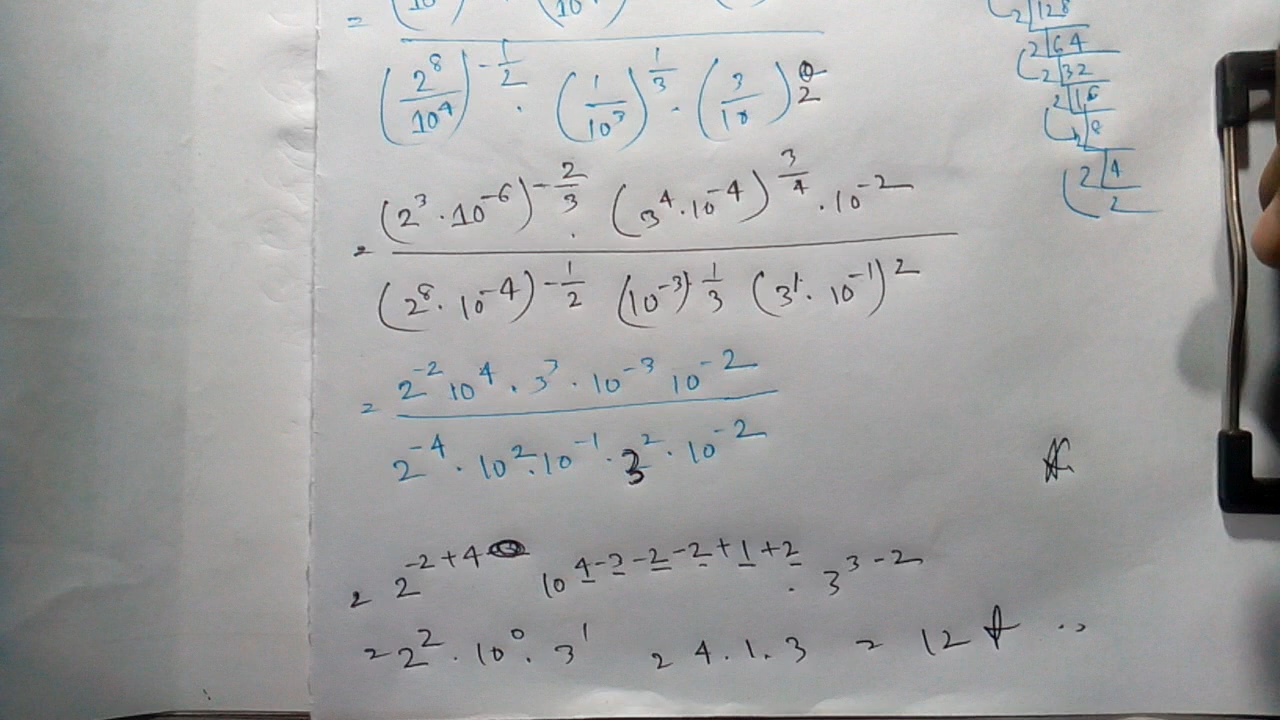 = (10 (10
(2^8/10^4)^{-1/2} · (1/10^3)^{1/3} · (3/10)^2
= (2^3 · 10^{-6})^{-2/3} · (3^4 · 10^{-4})^{3/4} · 10^{-2}
(2^8 · 10^{-4})^{-1/2} (10^{-3})^{1/3} (3^1 · 10^{-1})^2
= 2^{-2} 10^4 · 3^3 · 10^{-3} 10^{-2}
2^{-4} · 10^2 · 10^{-1} · 3^2 · 10^{-2}
= 2^{-2+4} 10^{4-3-2-2+1+2} · 3^{3-2}
= 2^2 · 10^0 · 3^1 = 4 · 1 · 3 = 12
2 128
2 64
2 32
2 16
2 8
2 4
2